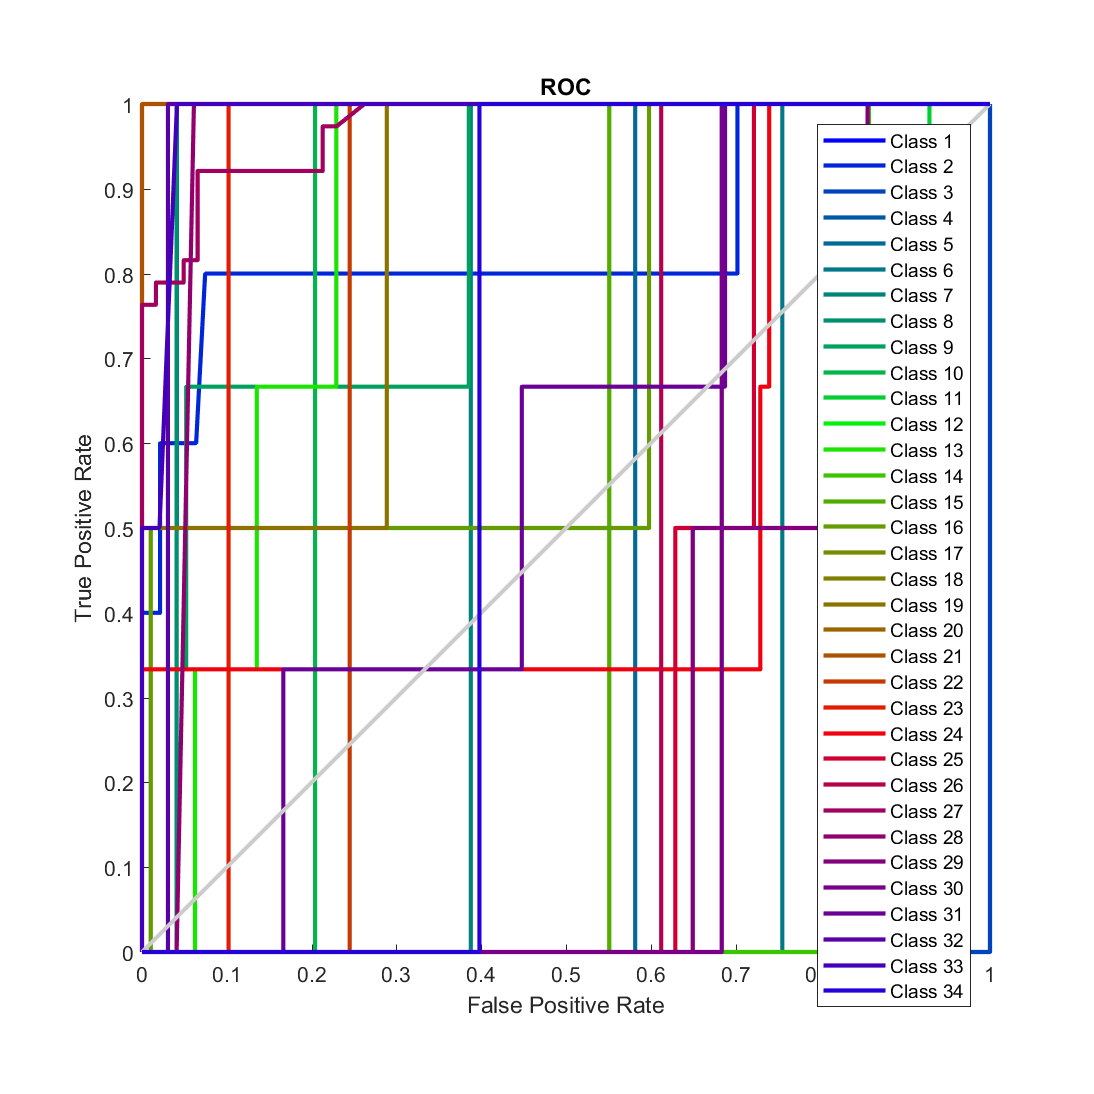 ROC
1
0.9
0.8
0.7
0.6
0.5
0.4
0.3
0.2
0.1
0
True Positive Rate
0 0.1 0.2 0.3 0.4 0.5 0.6 0.7 1
False Positive Rate
Class 1
Class 2
Class 3
Class 4
Class 5
Class 6
Class 7
Class 8
Class 9
Class 10
Class 11
Class 12
Class 13
Class 14
Class 15
Class 16
Class 17
Class 18
Class 19
Class 20
Class 21
Class 22
Class 23
Class 24
Class 25
Class 26
Class 27
Class 28
Class 29
Class 30
Class 31
Class 32
Class 33
Class 34